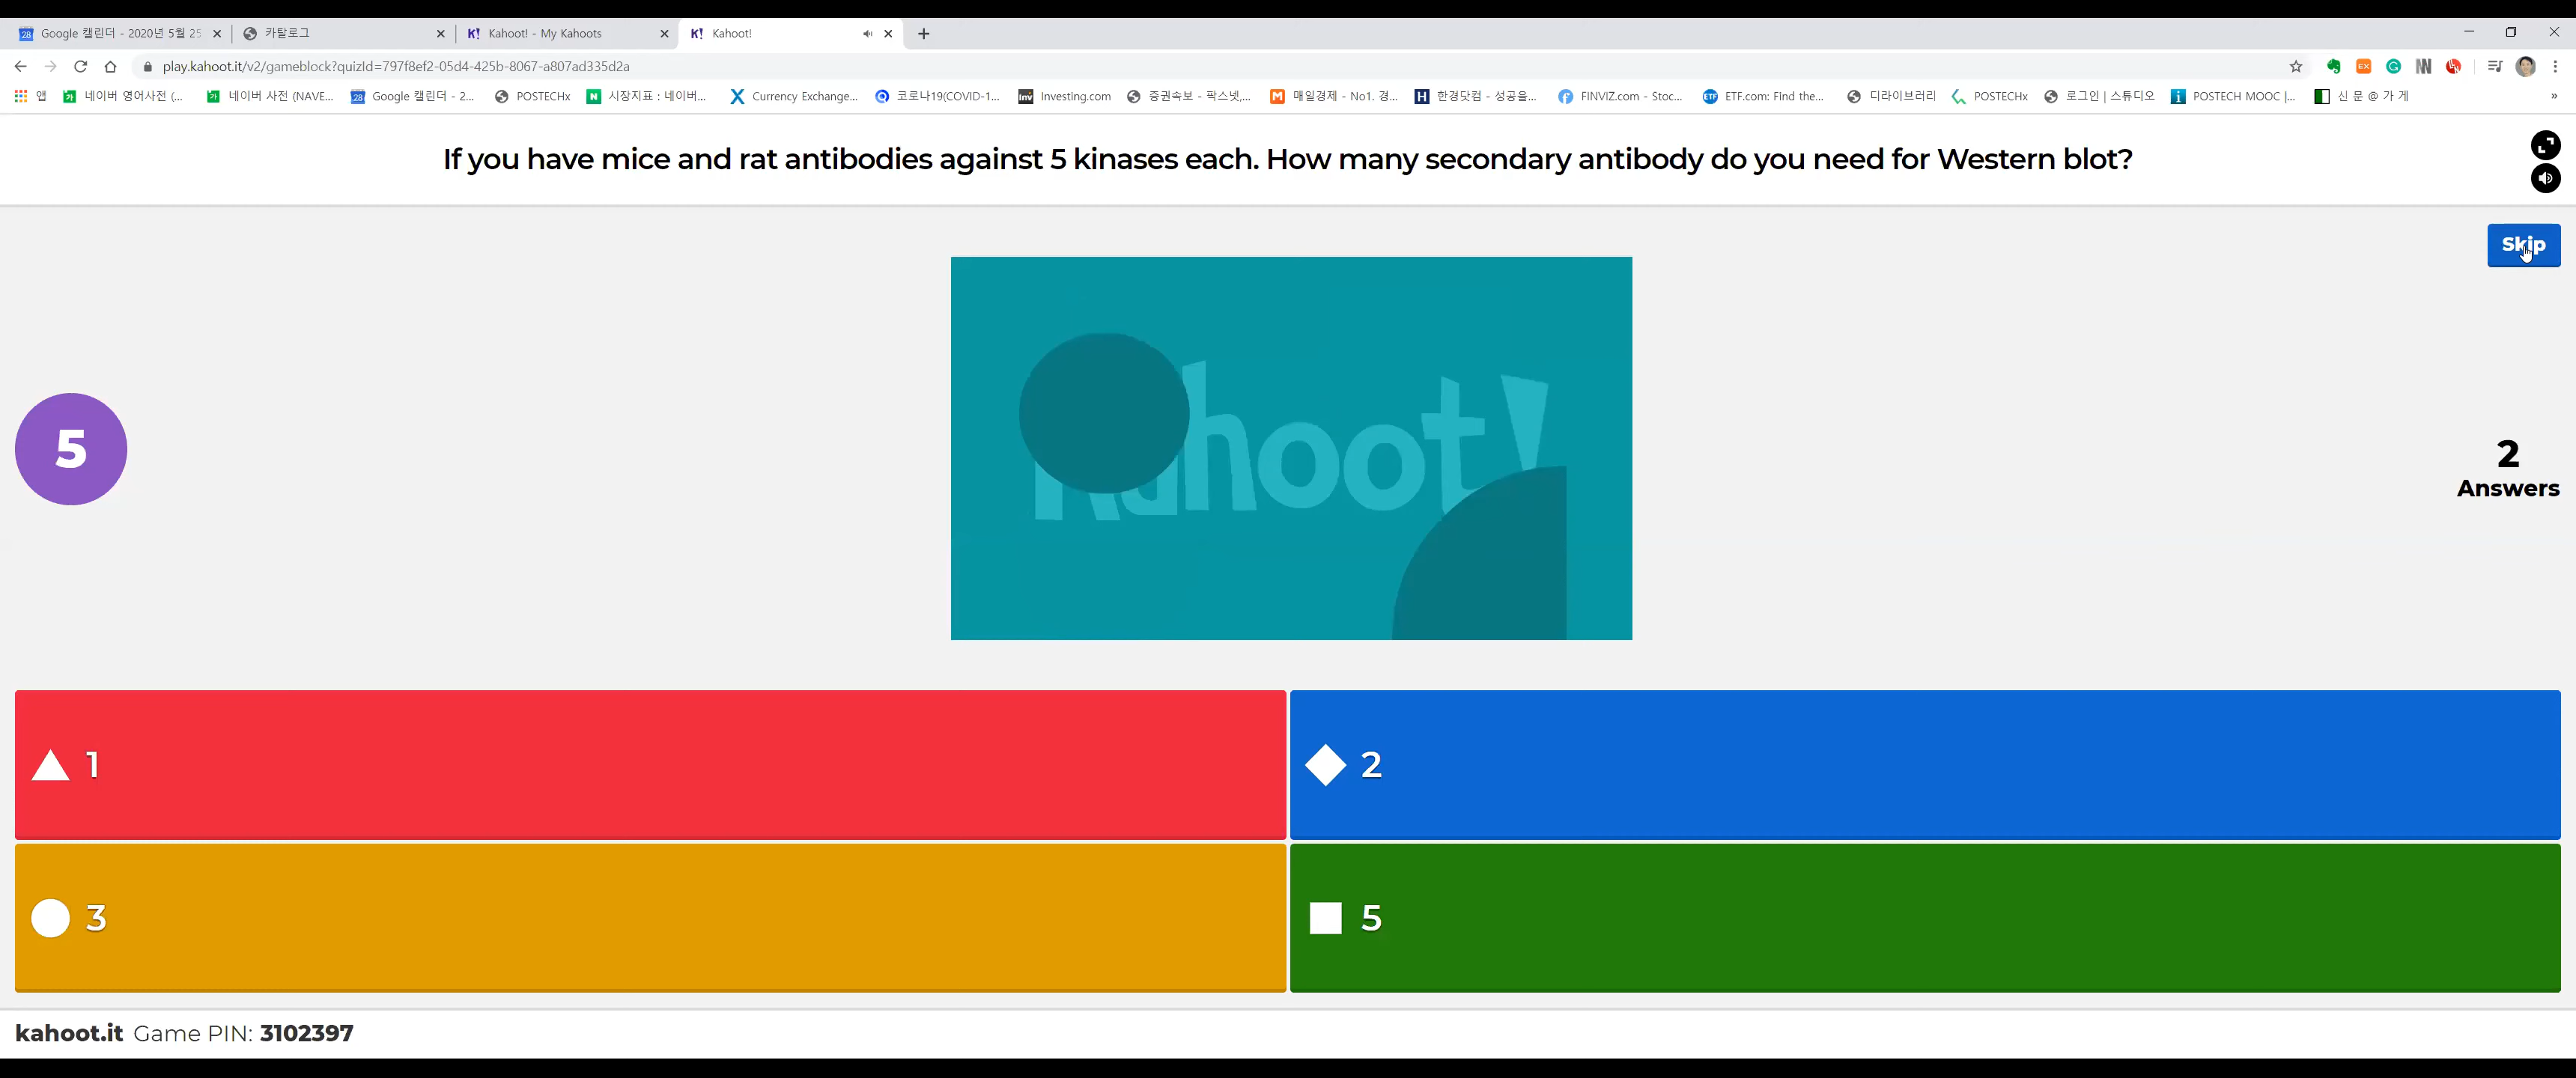 Google 캘린더 - 2020년 5월 25
카탈로그
Kahoot! - My Kahoots
Kahoot!
play.kahoot.it/v2/gameblock?quizId=797f8ef2-05d4-425b-8067-a807ad335d2a
앱
네이버 영어사전 (...
네이버 사전 (NAVE...
Google 캘린더 - 2...
POSTECHx
시장지표 : 네이버...
Currency Exchange...
코로나19(COVID-1...
Investing.com
증권속보 - 팍스넷,...
매일경제 - No1. 경...
한경닷컴 - 성공을...
FINVIZ.com - Stoc...
ETF.com: Find the...
디라이브러리
POSTECHx
로그인 | 스튜디오
POSTECH MOOC |...
신 문 @ 가 게
»
If you have mice and rat antibodies against 5 kinases each. How many secondary antibody do you need for Western blot?
Skip
5
Kahoot!
2
Answers
1
2
3
5
kahoot.it Game PIN: 3102397